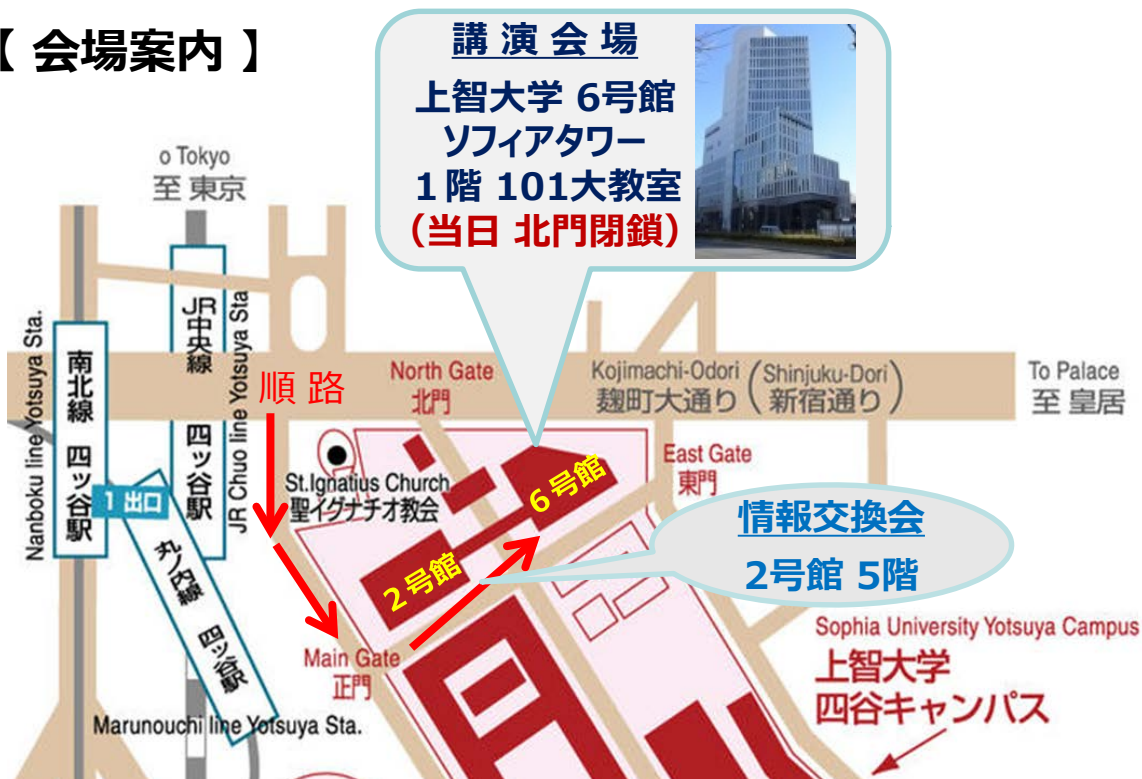 【 会場案内 】
講 演 会 場
上智大学 6号館
ソフィアタワー
１階 101大教室
（当日 北門閉鎖）
o Tokyo
至 東京
Nanboku line Yotsuya Sta.
南北線 四ッ谷駅
JR中央線 四ッ谷駅
JR Chuo line Yotsuya Sta
1 出口
丸ノ内線 四ッ谷駅
Marunouchi line Yotsuya Sta.
順 路
North Gate
北門
Kojimachi-Odori (Shinjuku-Dori)
麹町大通り（新宿通り）
To Palace
至 皇居
St.Ignatius Church
聖イグナチオ教会
East Gate
東門
6号館
2号館
情報交換会
2号館 5階
Main Gate
正門
Sophia University Yotsuya Campus
上智大学
四谷キャンパス